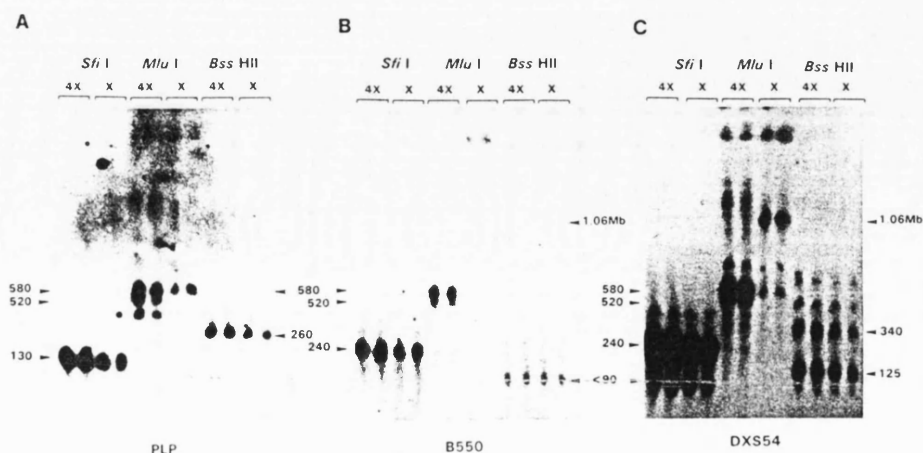 A
B
C
Sfi I
Mlu I
Bss HII
4X X 4X X 4X X
Sfi I
Mlu I
Bss HII
4X X 4X X 4X X
Sfi I
Mlu I
Bss HII
4X X 4X X 4X X
580
520
130
260
PLP
580
520
240
1.06Mb
<90
B550
580
520
240
1.06Mb
340
125
DXS54